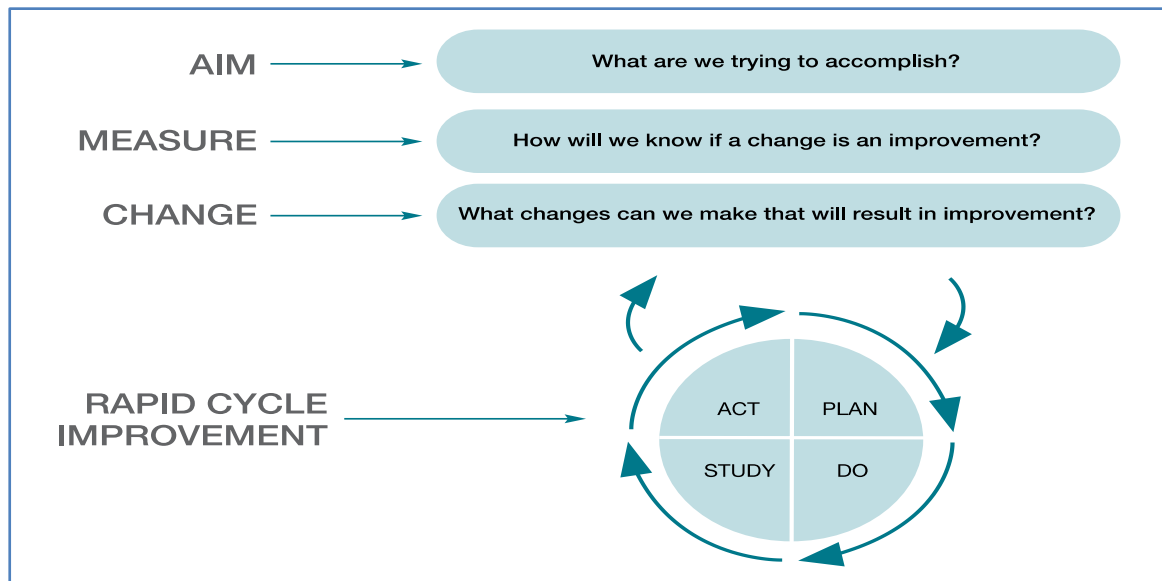 AIM
What are we trying to accomplish?
MEASURE
How will we know if a change is an improvement?
CHANGE
What changes can we make that will result in improvement?
RAPID CYCLE
IMPROVEMENT
ACT
PLAN
STUDY
DO